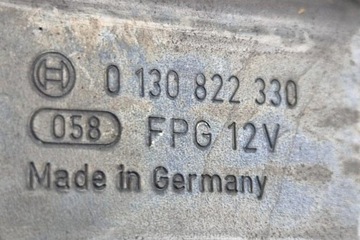 0 130 822 330
058 FPG 12V
Made in Germany